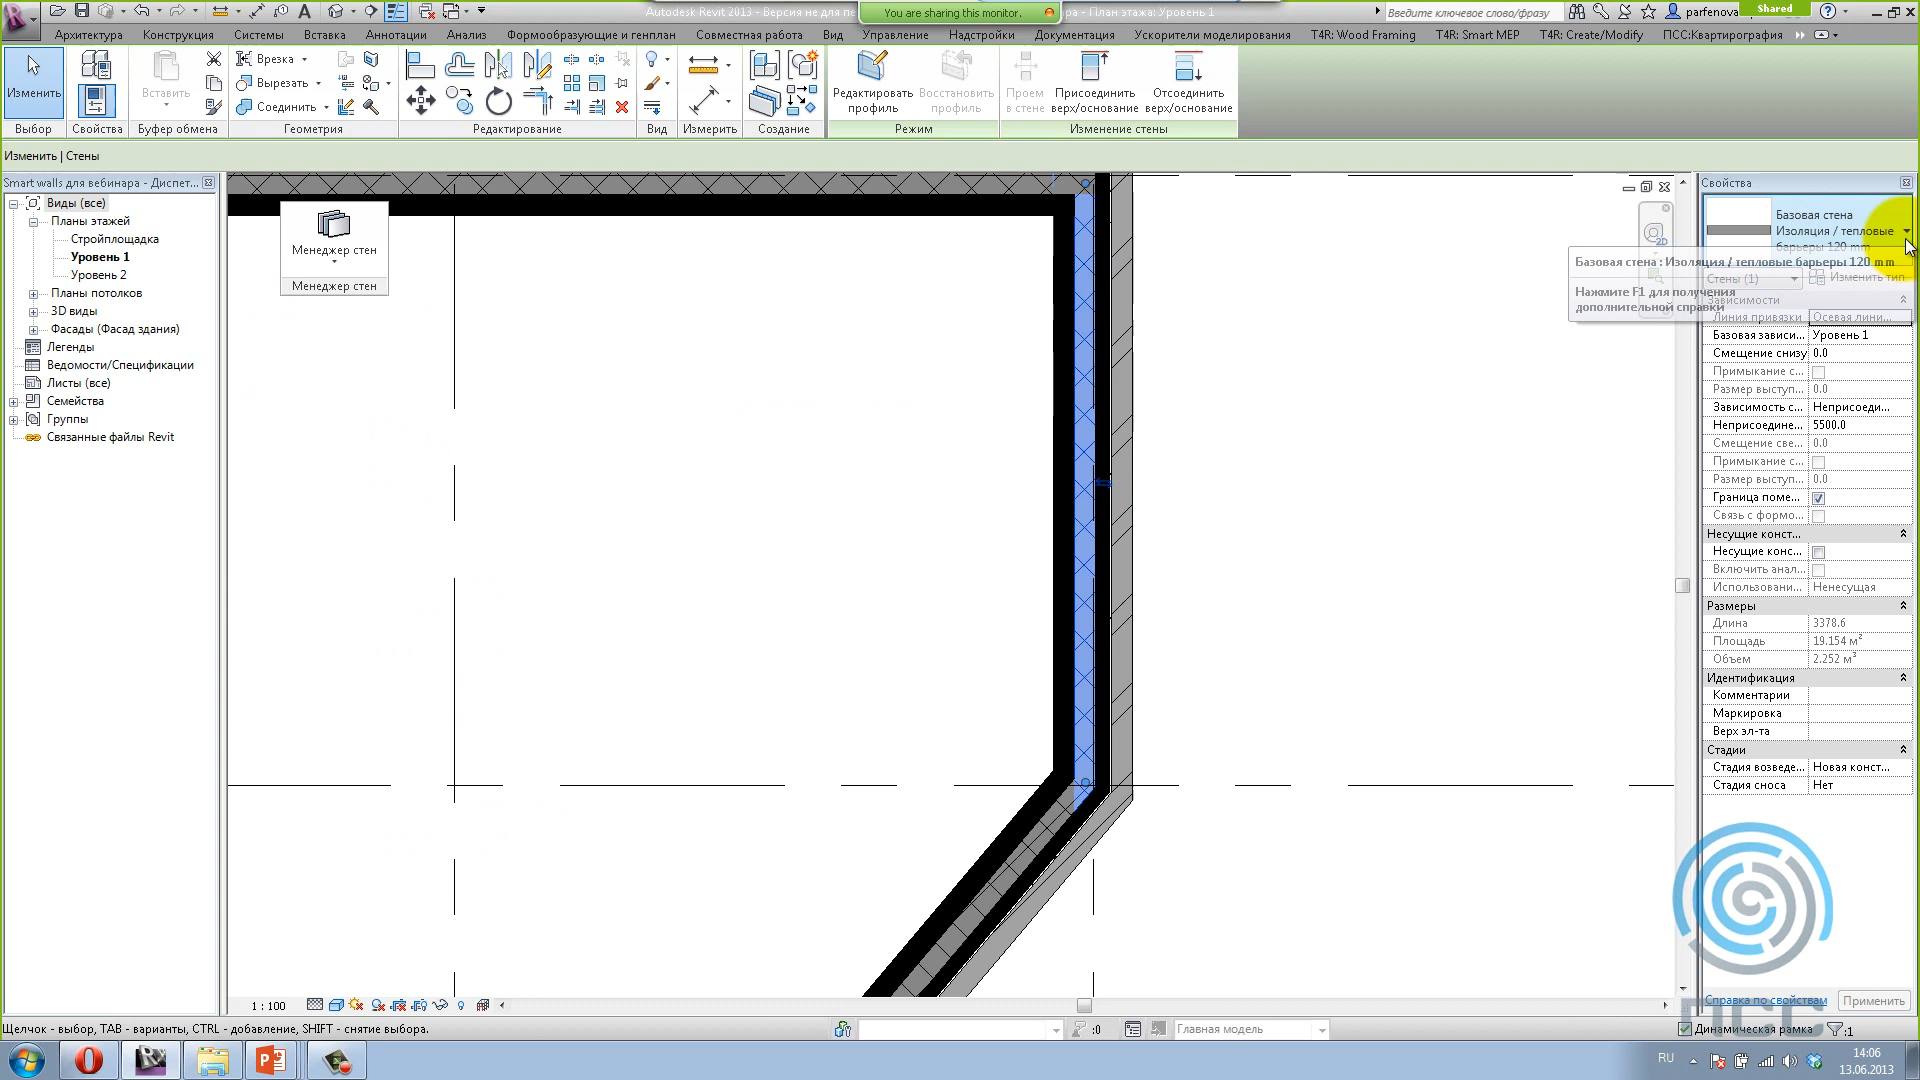 Autodesk Revit 2013 - Версия не для пе
You are sharing this monitor.
ра - План этажа: Уровень 1
Введите ключевое слово/фразу
parfenova
Shared
Архитектура
Конструкция
Системы
Вставка
Аннотации
Анализ
Формообразующие и генплан
Совместная работа
Вид
Управление
Надстройки
Документация
Ускорители моделирования
T4R: Wood Framing
T4R: Smart MEP
T4R: Create/Modify
ПСС:Квартирография
Изменить
Вставить
Врезка
Вырезать
Соединить
Редактировать профиль
Восстановить профиль
Проем в стене
Присоединить верх/основание
Отсоединить верх/основание
Выбор
Свойства
Буфер обмена
Геометрия
Редактирование
Вид
Измерить
Создание
Режим
Изменение стены
Изменить | Стены
Smart walls для вебинара - Диспет...
Виды (все)
Планы этажей
Стройплощадка
Уровень 1
Уровень 2
Планы потолков
3D виды
Фасады (Фасад здания)
Легенды
Ведомости/Спецификации
Листы (все)
Семейства
Группы
Связанные файлы Revit
Менеджер стен
Менеджер стен
2D
Свойства
Базовая стена
Изоляция / тепловые
барьеры 120 mm
Базовая стена : Изоляция / тепловые барьеры 120 mm
Нажмите F1 для получения
дополнительной справки
Стены (1)
Изменить тип
Зависимости
Линия привязки Осевая лини...
Базовая зависи... Уровень 1
Смещение снизу 0.0
Примыкание с...
Размер выступ... 0.0
Зависимость с... Неприсоеди...
Неприсоедине... 5500.0
Смещение све... 0.0
Примыкание с...
Размер выступ... 0.0
Граница поме...
Связь с формо...
Несущие конст...
Несущие конс...
Включить анал...
Использовани... Ненесущая
Размеры
Длина 3378.6
Площадь 19.154 м²
Объем 2.252 м³
Идентификация
Комментарии
Маркировка
Верх эл-та
Стадии
Стадия возведе... Новая конст...
Стадия сноса Нет
Справка по свойствам
Применить
ПСС
1 : 100
Щелчок - выбор, TAB - варианты, CTRL - добавление, SHIFT - снятие выбора.
:0
Главная модель
Динамическая рамка
:1
RU
14:06
13.06.2013